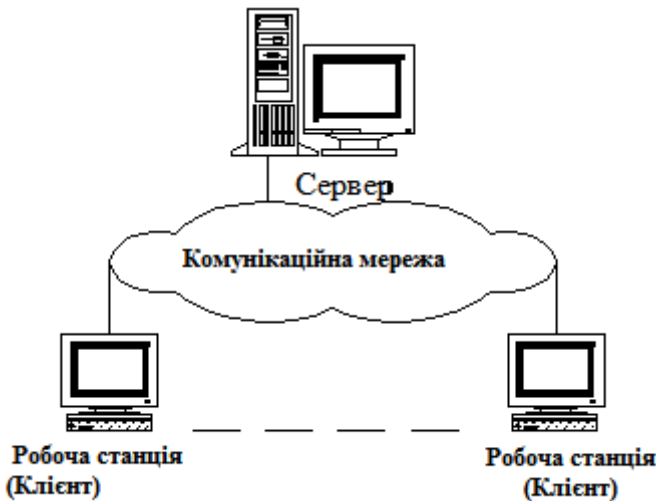 Сервер
Комунікаційна мережа
Робоча станція
(Клієнт)
Робоча станція
(Клієнт)